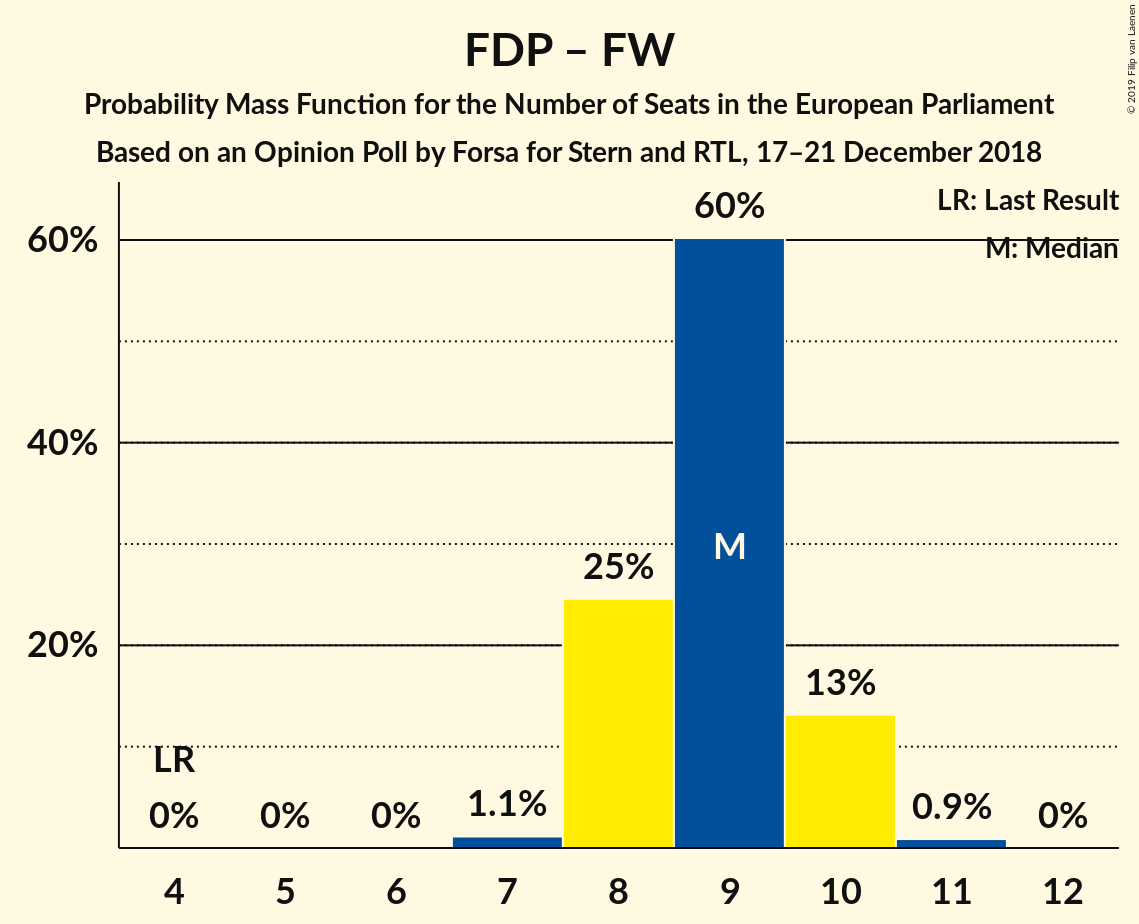 FDP – FW
Probability Mass Function for the Number of Seats in the European Parliament
Based on an Opinion Poll by Forsa for Stern and RTL, 17–21 December 2018
© 2019 Filip van Laenen
LR: Last Result
M: Median
60%
40%
20%
LR
0%
0%
0%
1.1%
25%
60%
M
13%
0.9%
0%
4 5 6 7 8 9 10 11 12